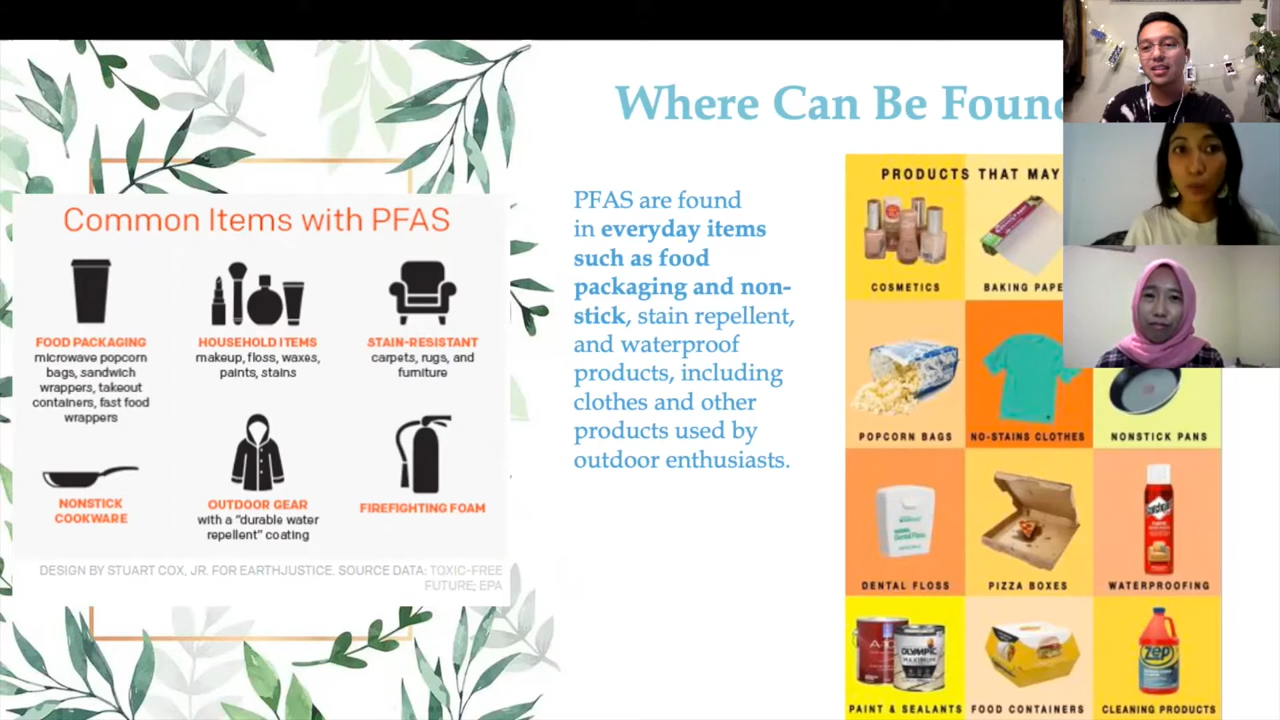 Where Can Be Found
Common Items with PFAS
FOOD PACKAGING
microwave popcorn
bags, sandwich
wrappers, takeout
containers, fast food
wrappers
HOUSEHOLD ITEMS
makeup, floss, waxes,
paints, stains
STAIN-RESISTANT
carpets, rugs, and
furniture
NONSTICK
COOKWARE
OUTDOOR GEAR
with a "durable water
repellent" coating
FIREFIGHTING FOAM
DESIGN BY STUART COX, JR. FOR EARTHJUSTICE. SOURCE DATA: TOXIC-FREE
FUTURE; EPA
PFAS are found
in everyday items
such as food
packaging and non-
stick, stain repellent,
and waterproof
products, including
clothes and other
products used by
outdoor enthusiasts.
PRODUCTS THAT MAY
COSMETICS
BAKING PAPE
POPCORN BAGS
NO-STAINS CLOTHES
NONSTICK PANS
DENTAL FLOSS
PIZZA BOXES
Scotchgard
WATERPROOFING
OLYMPIC
MAXIMUM
zep
PAINT & SEALANTS
FOOD CONTAINERS
CLEANING PRODUCTS